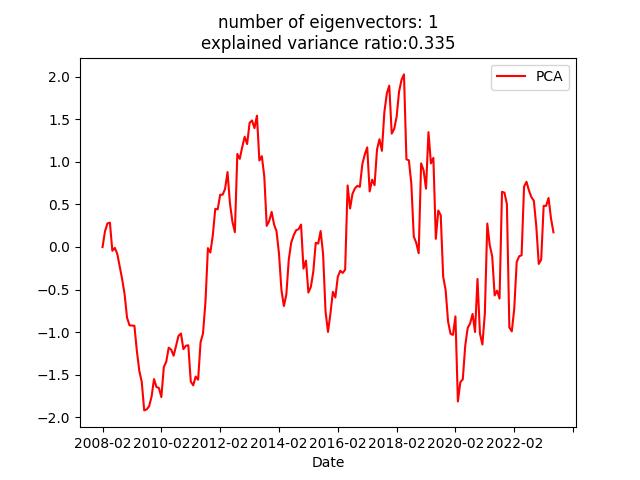 number of eigenvectors: 1
explained variance ratio:0.335
PCA
2.0
1.5
1.0
0.5
0.0
−0.5
−1.0
−1.5
−2.0
2008-02 2010-02 2012-02 2014-02 2016-02 2018-02 2020-02 2022-02
Date